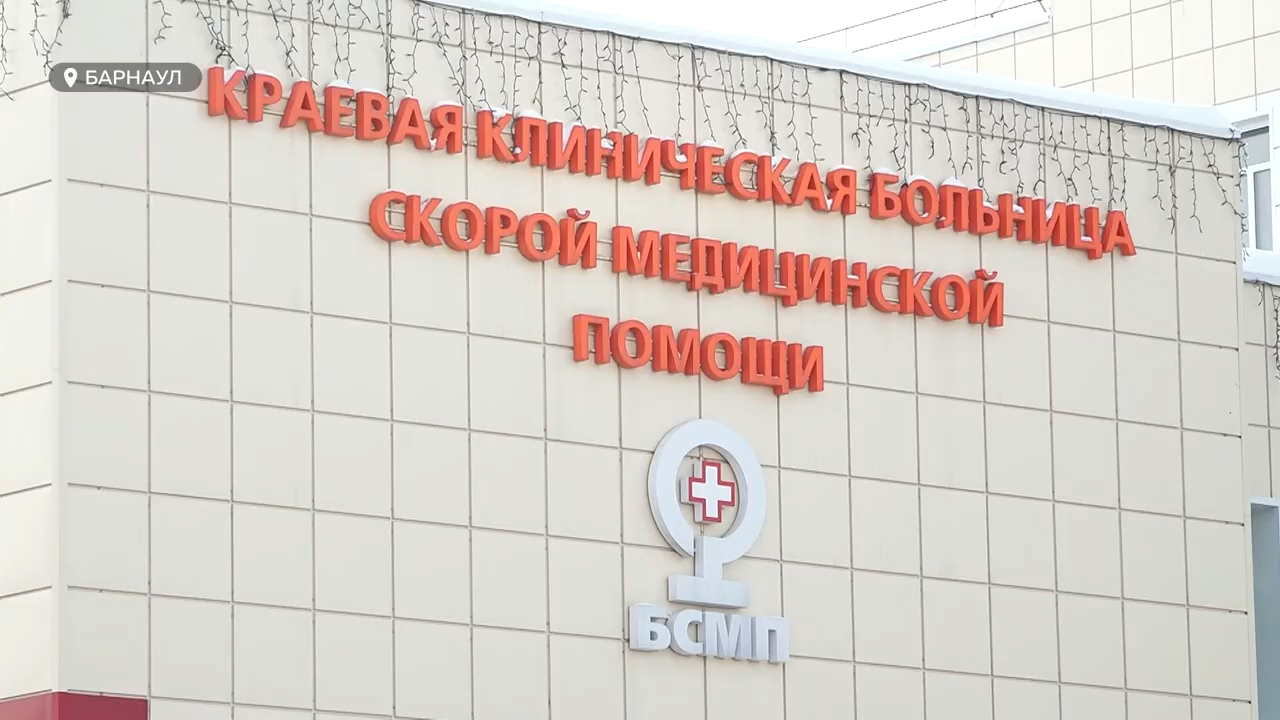 БАРНАУЛ
КРАЕВАЯ КЛИНИЧЕСКАЯ БОЛЬНИЦА
СКОРОЙ МЕДИЦИНСКОЙ
ПОМОЩИ
БСМП